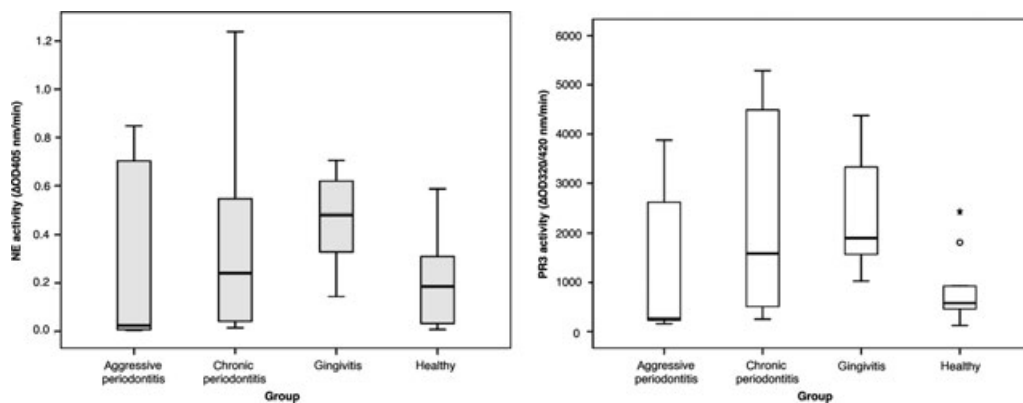 NE activity (ΔOD405 nm/min)
1.2
1.0
0.8
0.6
0.4
0.2
0.0
Aggressive
periodontitis
Chronic
periodontitis
Gingivitis
Healthy
Group
PR3 activity (ΔOD320/420 nm/min)
6000
5000
4000
3000
2000
1000
0
Aggressive
periodontitis
Chronic
periodontitis
Gingivitis
Healthy
Group